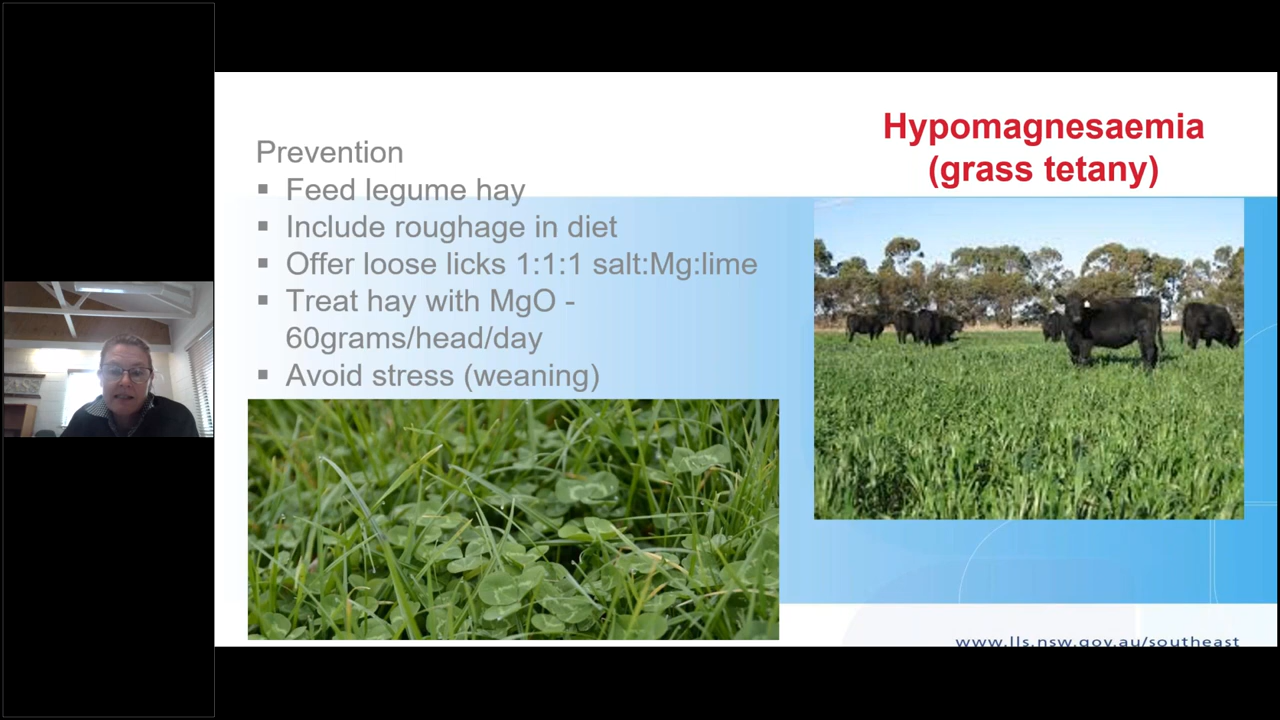 Hypomagnesaemia
(grass tetany)
Prevention
▪ Feed legume hay
▪ Include roughage in diet
▪ Offer loose licks 1:1:1 salt:Mg:lime
▪ Treat hay with MgO -
60grams/head/day
▪ Avoid stress (weaning)
www.lls.nsw.gov.au/southeast